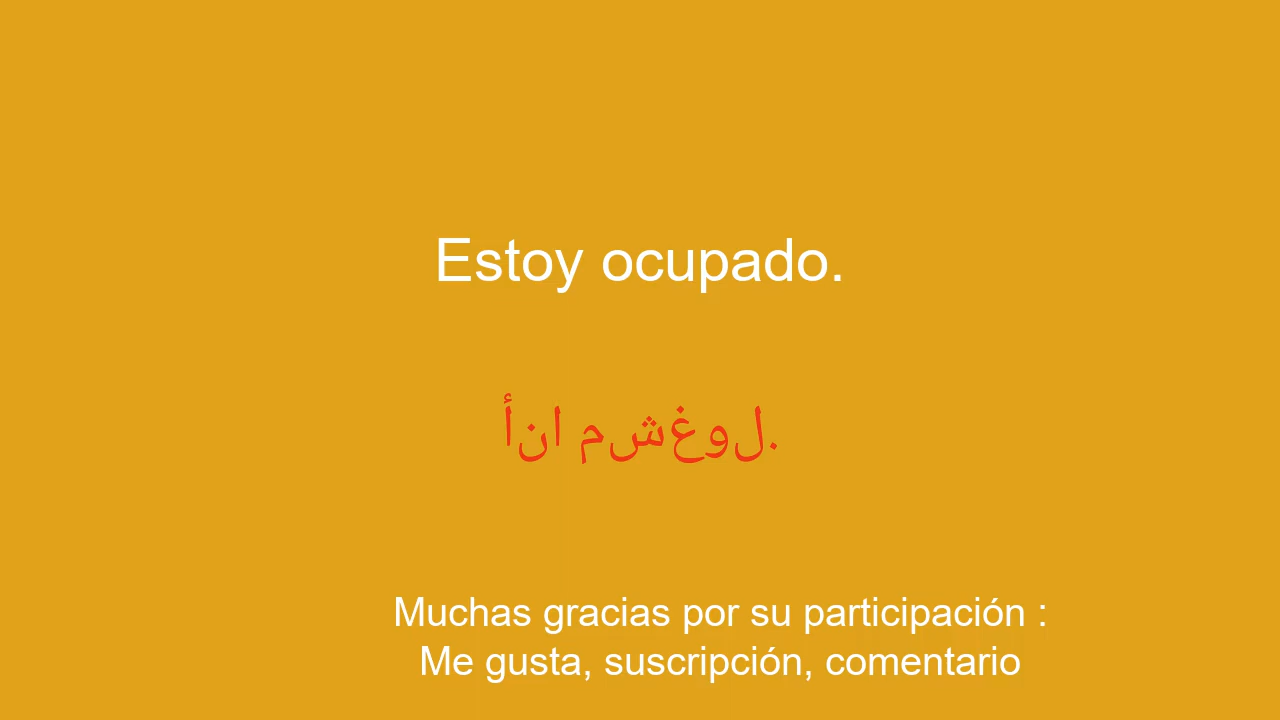 Estoy ocupado.
أنا مشغول.
Muchas gracias por su participación :
Me gusta, suscripción, comentario